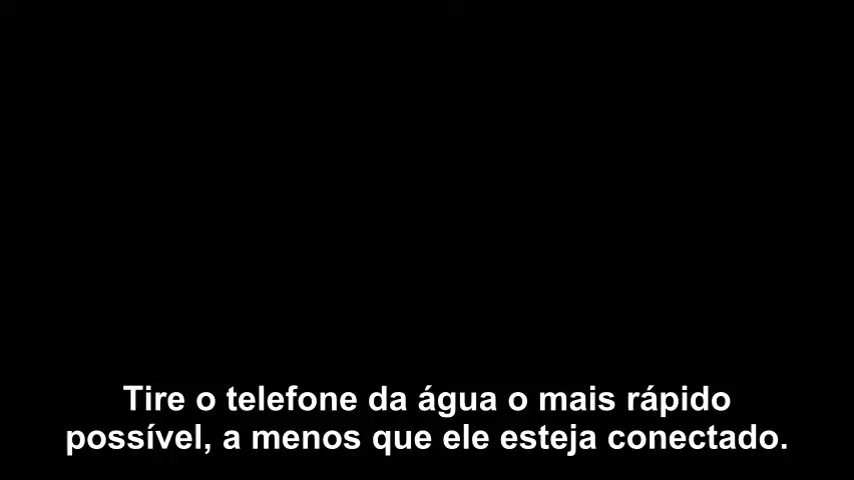 Tire o telefone da água o mais rápido
possível, a menos que ele esteja conectado.